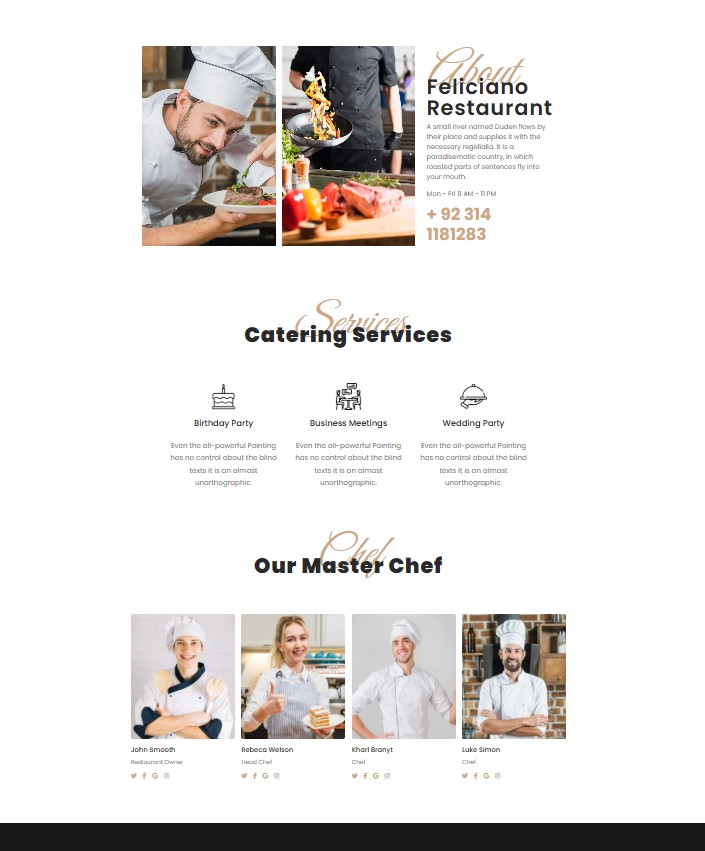 About
Feliciano
Restaurant
A small river named Duden flows by
their place and supplies it with the
necessary regelialia. It is a
paradisematic country, in which
roasted parts of sentences fly into
your mouth.
Mon - Fri 8 AM - 11 PM
+ 92 314
1181283
Services
Catering Services
Birthday Party
Business Meetings
Wedding Party
Even the all-powerful Pointing
has no control about the blind
texts it is an almost
unorthographic.
Even the all-powerful Pointing
has no control about the blind
texts it is an almost
unorthographic.
Even the all-powerful Pointing
has no control about the blind
texts it is an almost
unorthographic.
Chef
Our Master Chef
John Smooth
Restaurant Owner
Rebeca Welson
Head Chef
Kharl Branyt
Chef
Luke Simon
Chef